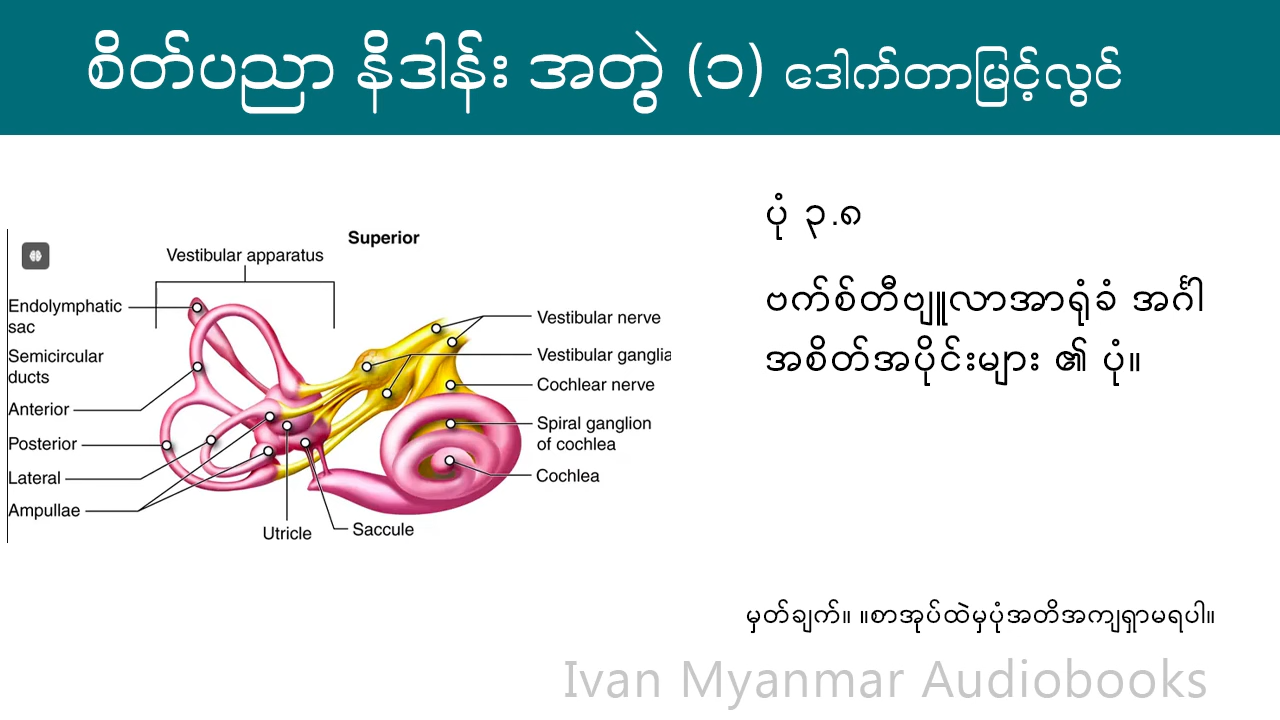 စိတ်ပညာ နိဒါန်း အတွဲ (၁) ဒေါက်တာမြင့်လွင်
Superior
Vestibular apparatus
Endolymphatic
sac
Semicircular
ducts
Anterior
Posterior
Lateral
Ampullae
Utricle
Saccule
Vestibular nerve
Vestibular ganglia
Cochlear nerve
Spiral ganglion
of cochlea
Cochlea
ပုံ ၃.၈
ဗက်စ်တီဗျူလာအာရုံခံ အင်္ဂါ
အစိတ်အပိုင်းများ ၏ ပုံ။
မှတ်ချက်။ ။စာအုပ်ထဲမှပုံအတိအကျရှာမရပါ။
Ivan Myanmar Audiobooks